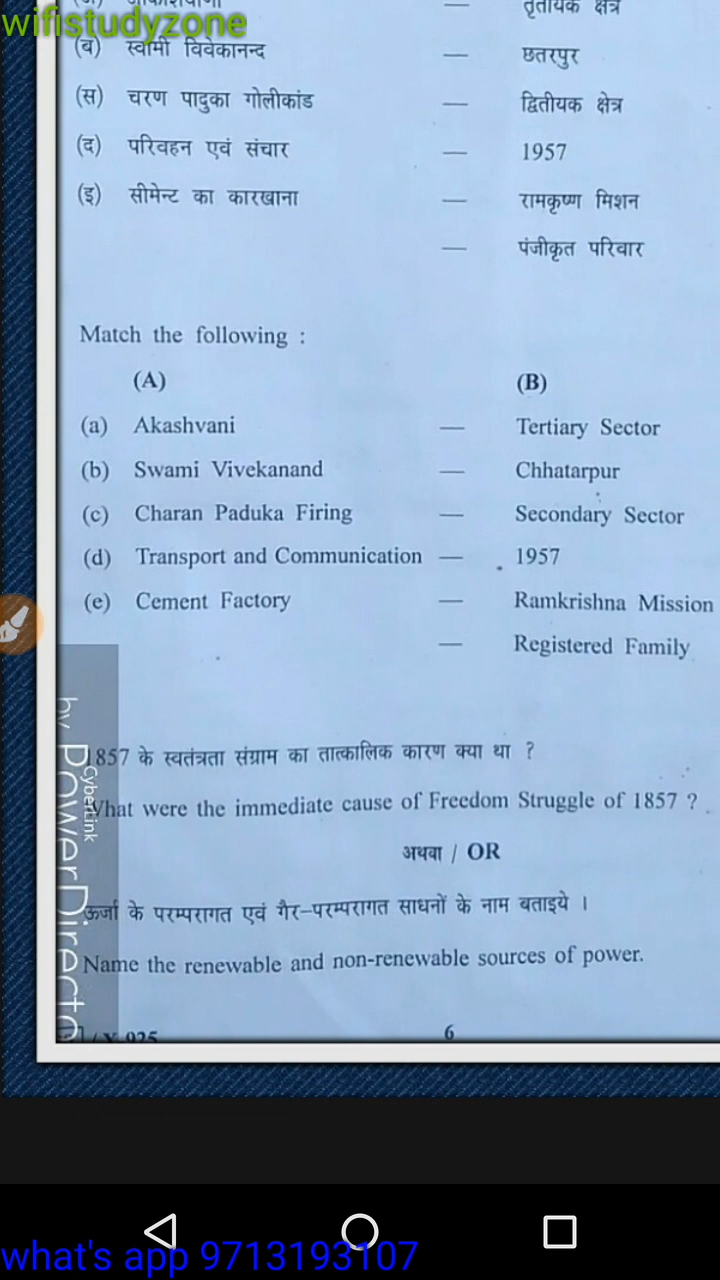 wifistudyzone
तृतीयक क्षेत्र
(ब) स्वामी विवेकानन्द — छतरपुर
(स) चरण पादुका गोलीकांड — द्वितीयक क्षेत्र
(द) परिवहन एवं संचार — 1957
(इ) सीमेन्ट का कारखाना — रामकृष्ण मिशन
— पंजीकृत परिवार
Match the following :
(A) (B)
(a) Akashvani — Tertiary Sector
(b) Swami Vivekanand — Chhatarpur
(c) Charan Paduka Firing — Secondary Sector
(d) Transport and Communication — 1957
(e) Cement Factory — Ramkrishna Mission
— Registered Family
1857 के स्वतंत्रता संग्राम का तात्कालिक कारण क्या था ?
What were the immediate cause of Freedom Struggle of 1857 ?
अथवा / OR
ऊर्जा के परम्परागत एवं गैर-परम्परागत साधनों के नाम बताइये ।
Name the renewable and non-renewable sources of power.
6
by PowerDirecto
CyberLink
what's app 9713193107